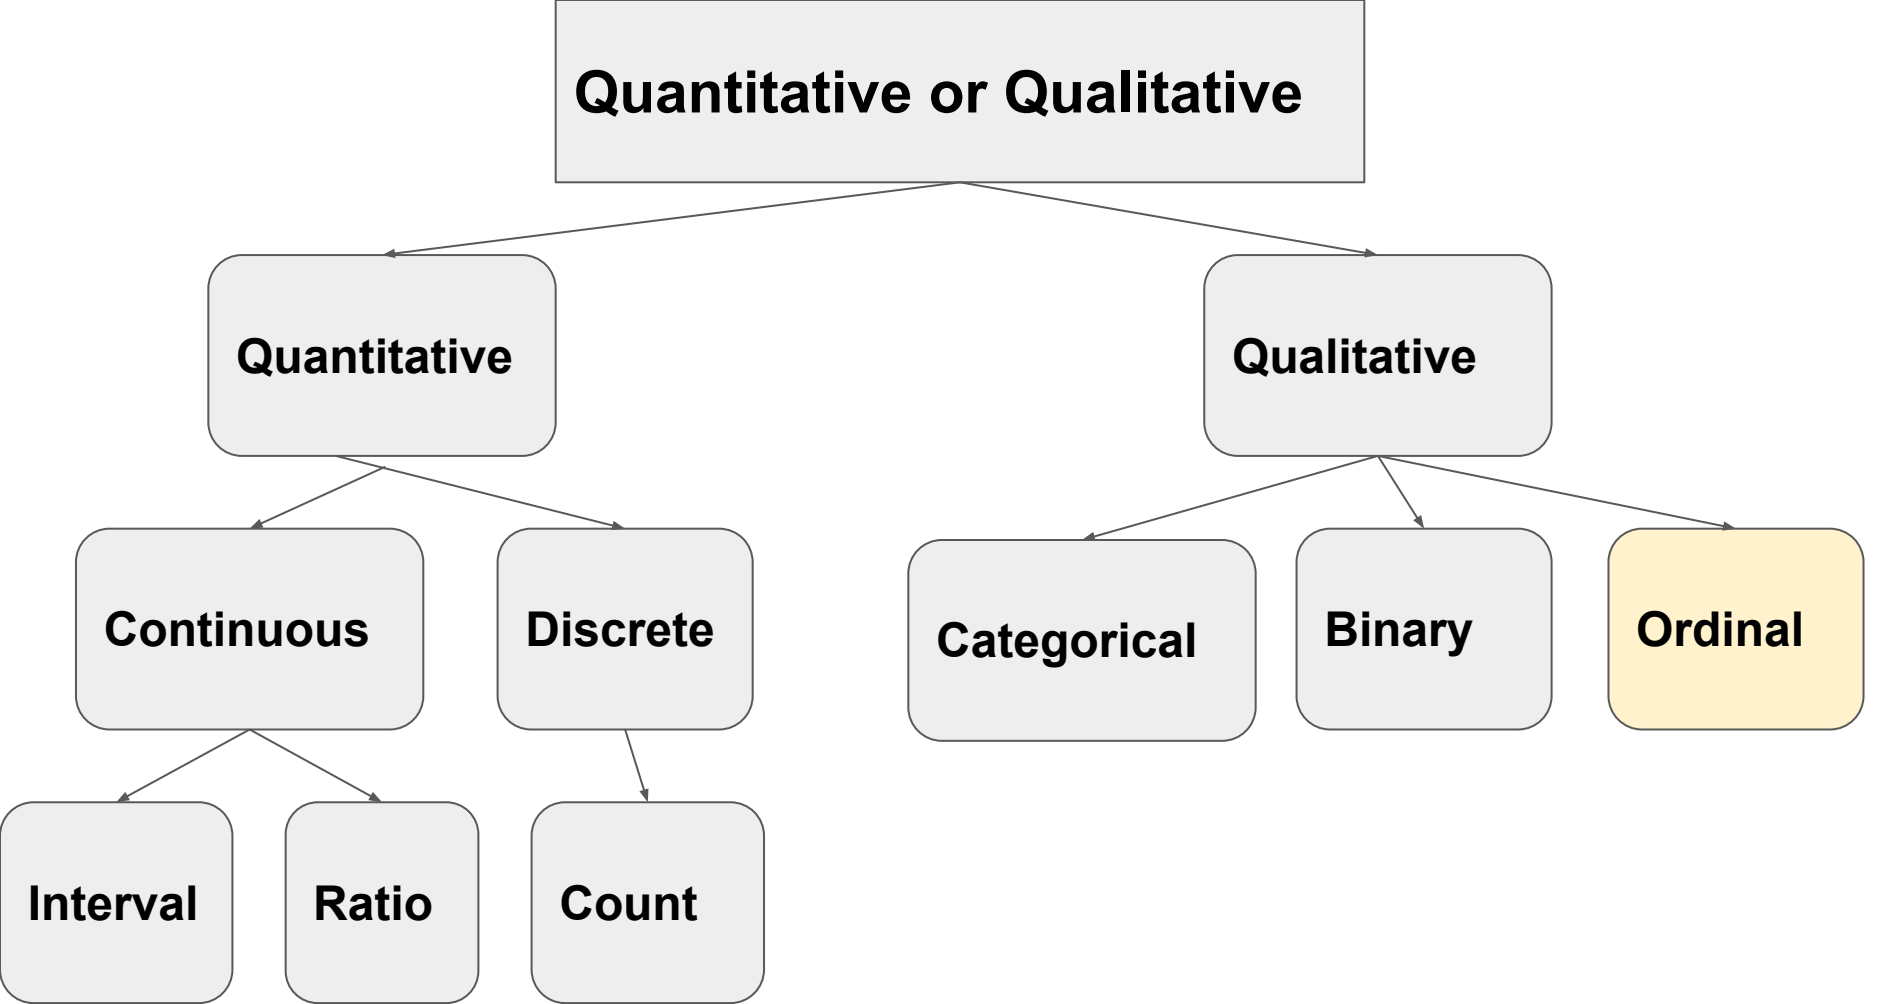 Quantitative or Qualitative
Quantitative
Qualitative
Continuous
Discrete
Categorical
Binary
Ordinal
Interval
Ratio
Count